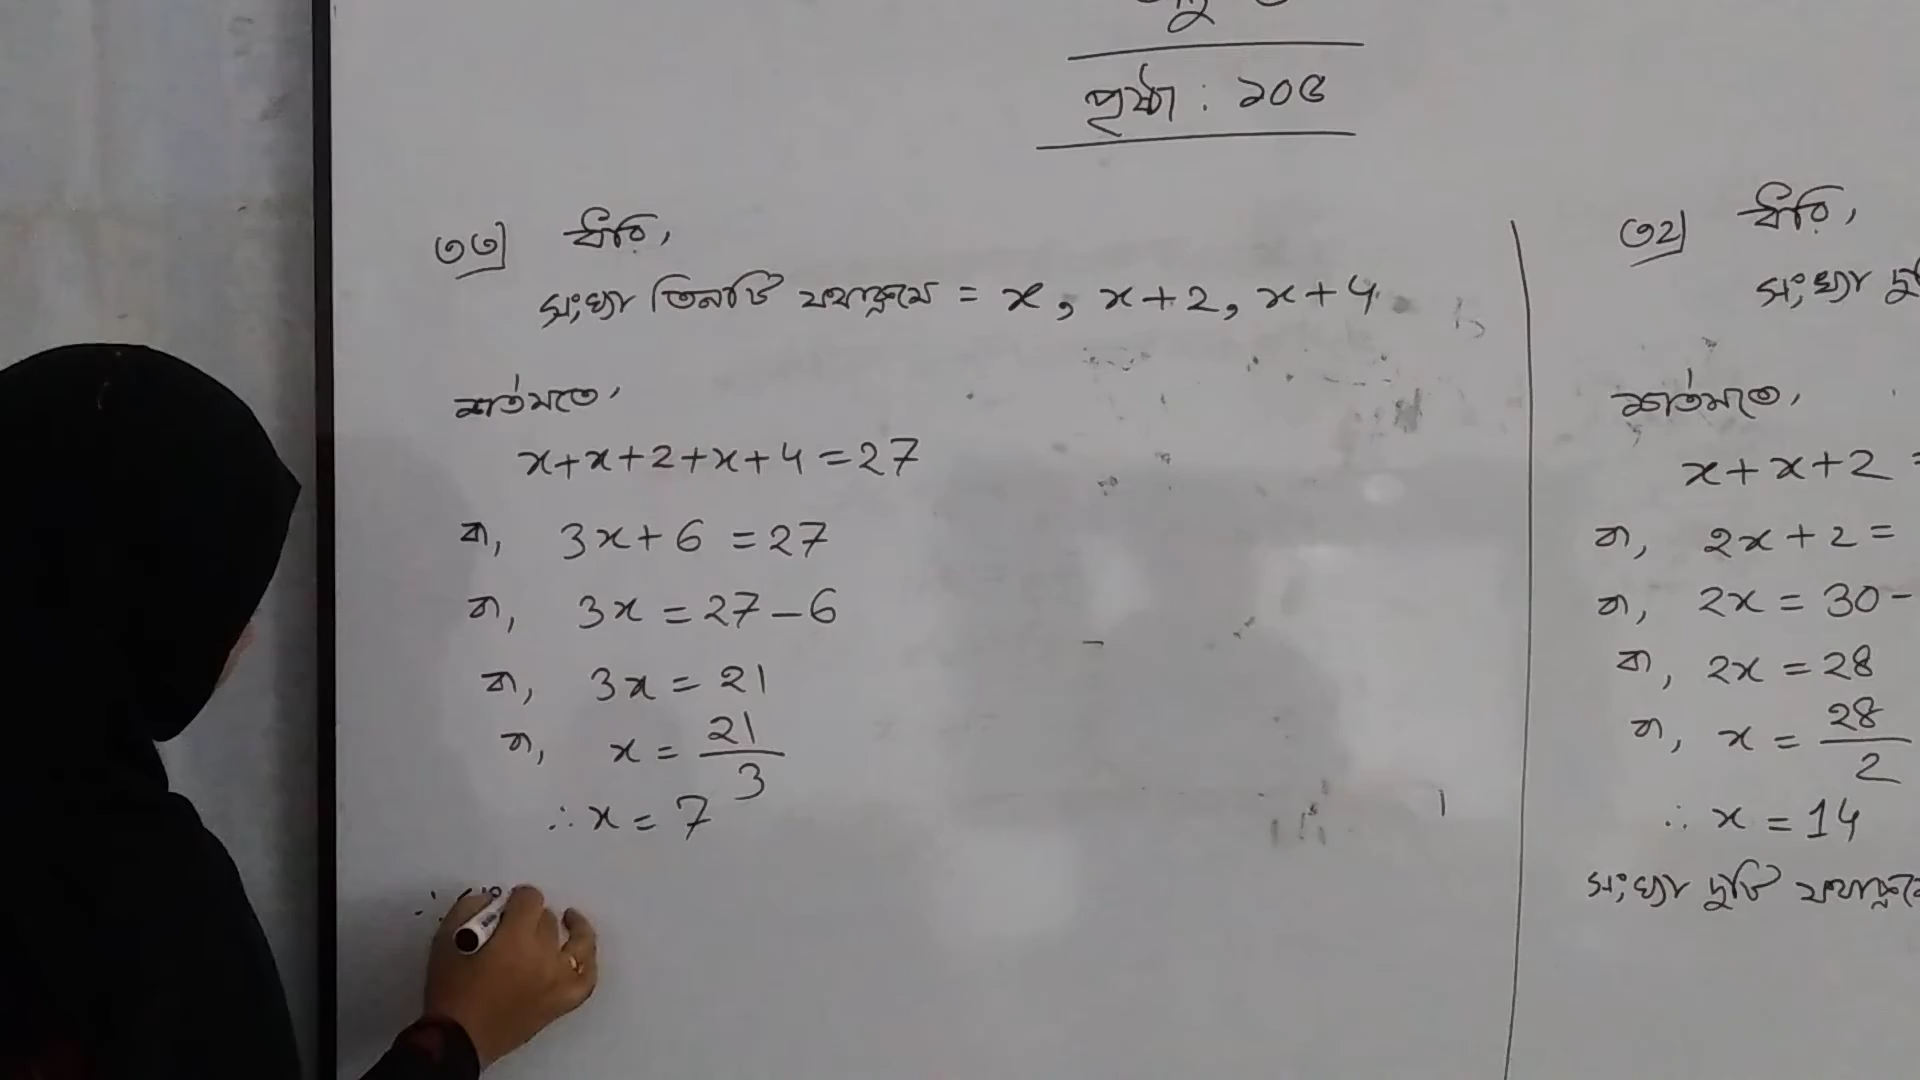 পৃষ্ঠা : ১০৫
৩৩) ধরি,
সংখ্যা তিনটি যথাক্রমে = x, x+2, x+4
শর্তমতে,
x+x+2+x+4=27
বা, 3x+6=27
বা, 3x=27-6
বা, 3x=21
বা, x=21/3
∴ x=7
৩২) ধরি,
সংখ্যা
শর্তমতে,
x+x+2 =
বা, 2x+2=
বা, 2x=30-
বা, 2x=28
বা, x=28/2
∴ x=14
সংখ্যা দুটি যথাক্রমে